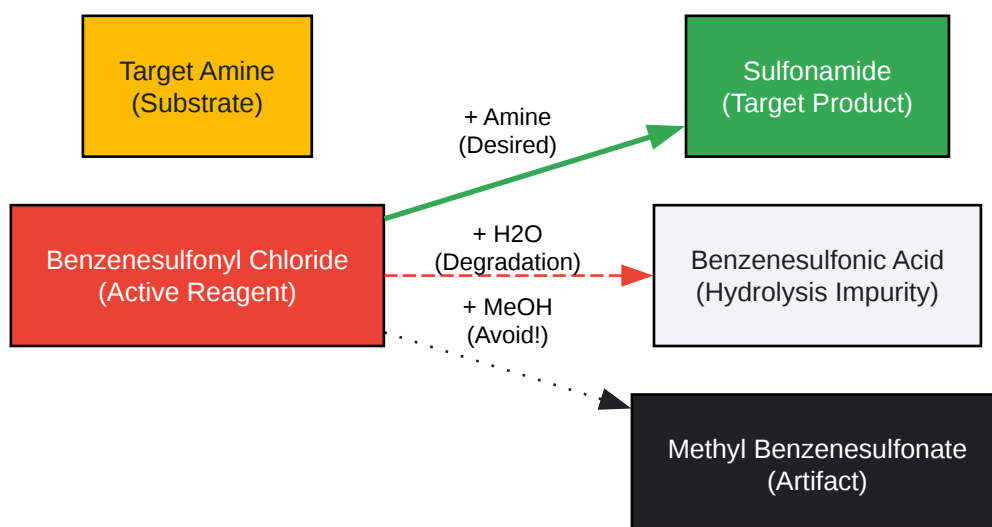 Target Amine
(Substrate)
Sulfonamide
(Target Product)
+ Amine
(Desired)
Benzenesulfonyl Chloride
(Active Reagent)
+ H2O
(Degradation)
Benzenesulfonic Acid
(Hydrolysis Impurity)
+ MeOH
(Avoid!)
Methyl Benzenesulfonate
(Artifact)